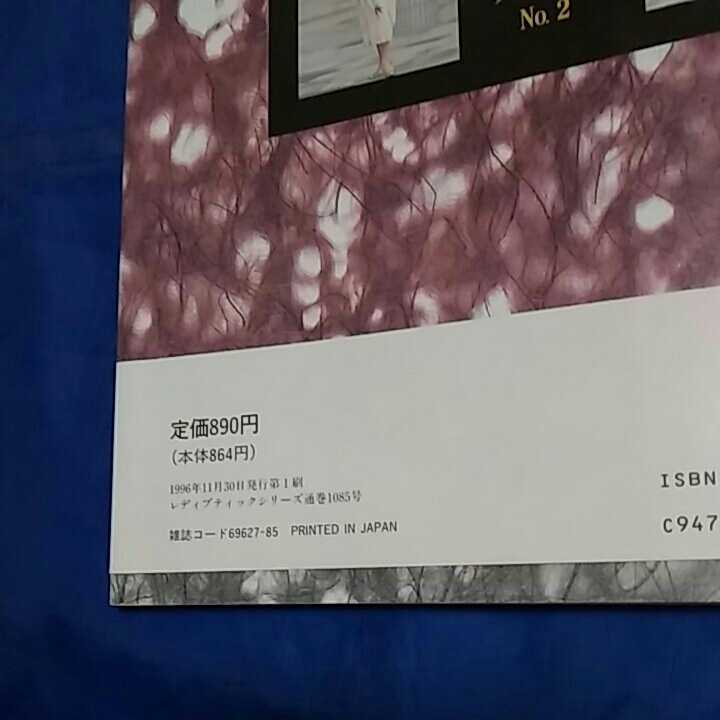 No. 2
定価890円
(本体864円)
1996年11月30日発行第1刷
レディブティックシリーズ通巻1085号
雑誌コード69627-85 PRINTED IN JAPAN
ISBN
C947